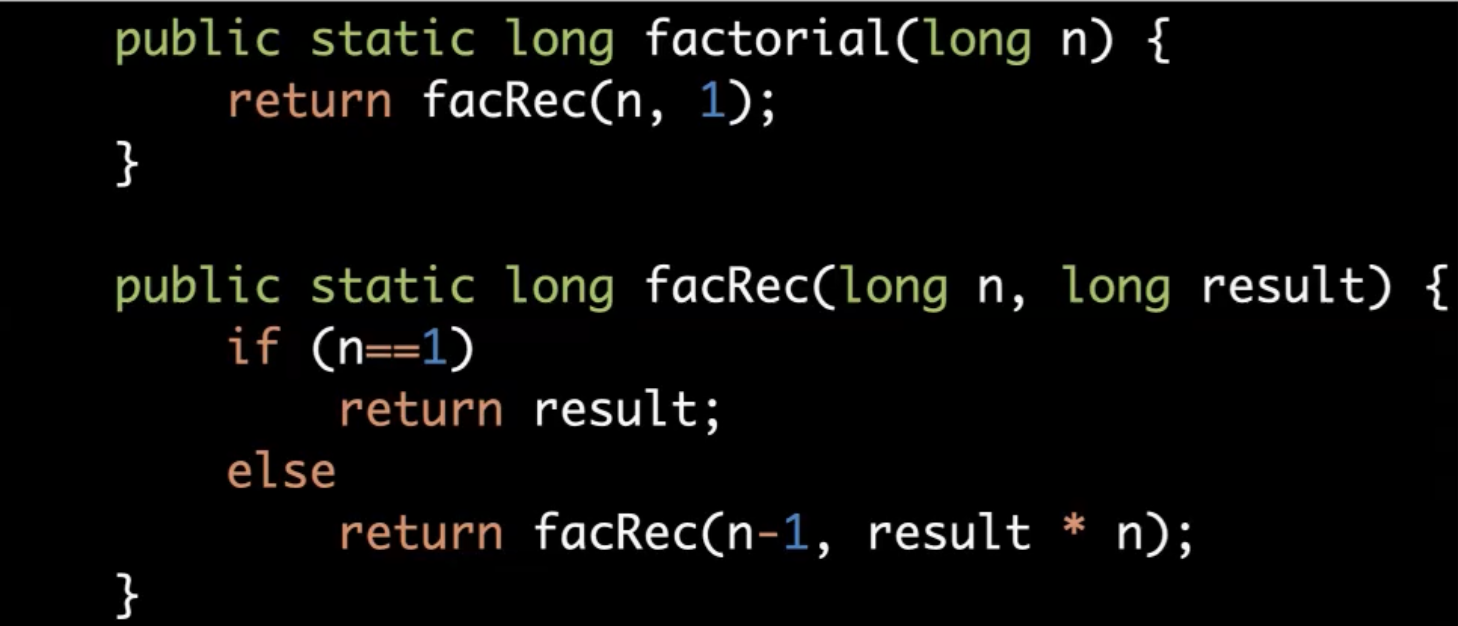 public static long factorial(long n) {
    return facRec(n, 1);
}

public static long facRec(long n, long result) {
    if (n==1)
        return result;
    else
        return facRec(n-1, result * n);
}